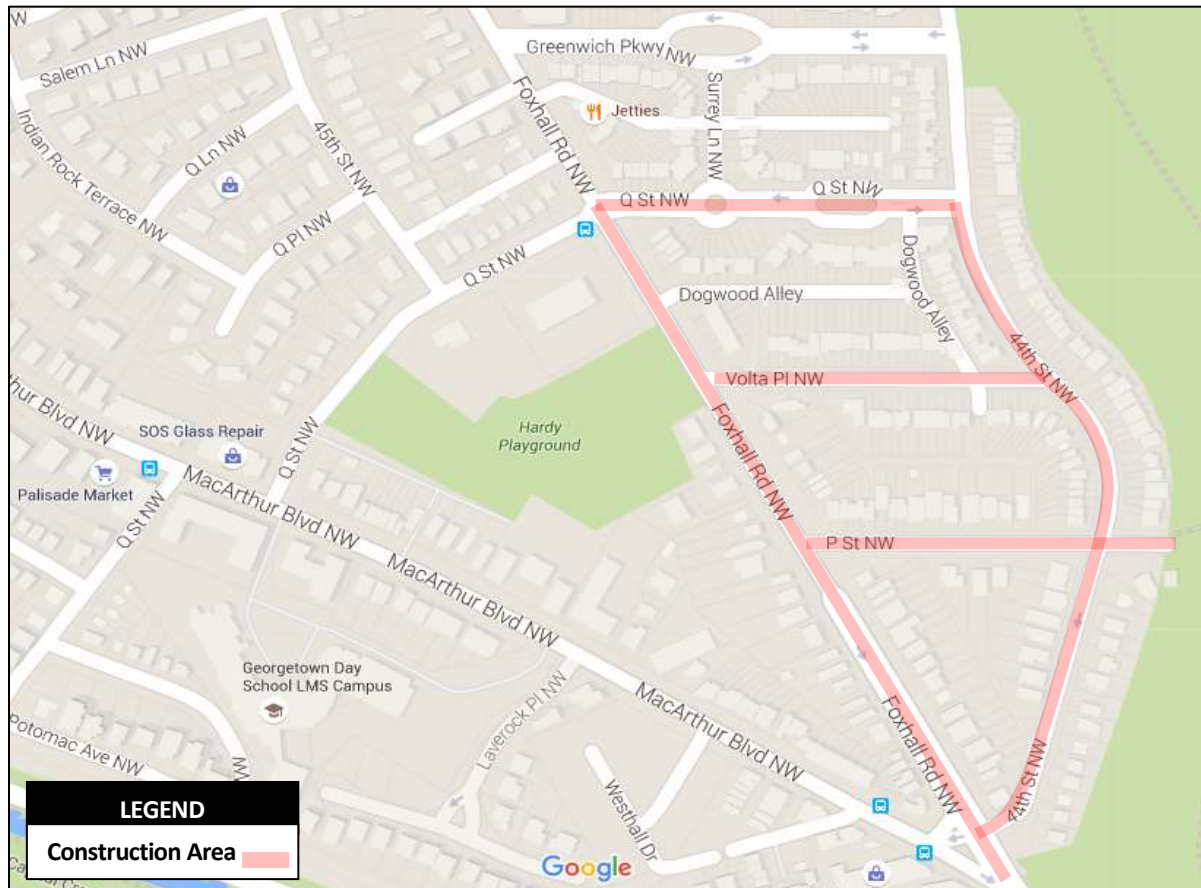 Greenwich Pkwy NW
Salem Ln NW
Foxhall Rd NW
Surrey Ln NW
Jetties
45th St NW
Q Ln NW
Indian Rock Terrace NW
Q St NW
Q St NW
Q Pl NW
Q St NW
Dogwood Alley
Dogwood Alley
44th St NW
Volta Pl NW
Foxhall Rd NW
Hardy
Playground
SOS Glass Repair
Q St NW
thur Blvd NW
Palisade Market
MacArthur Blvd NW
Q St NW
P St NW
MacArthur Blvd NW
Georgetown Day
School LMS Campus
Laverock Pl NW
MacArthur Blvd NW
Foxhall Rd NW
44th St NW
Potomac Ave NW
NW
Westhall Dr
LEGEND
Construction Area
Google